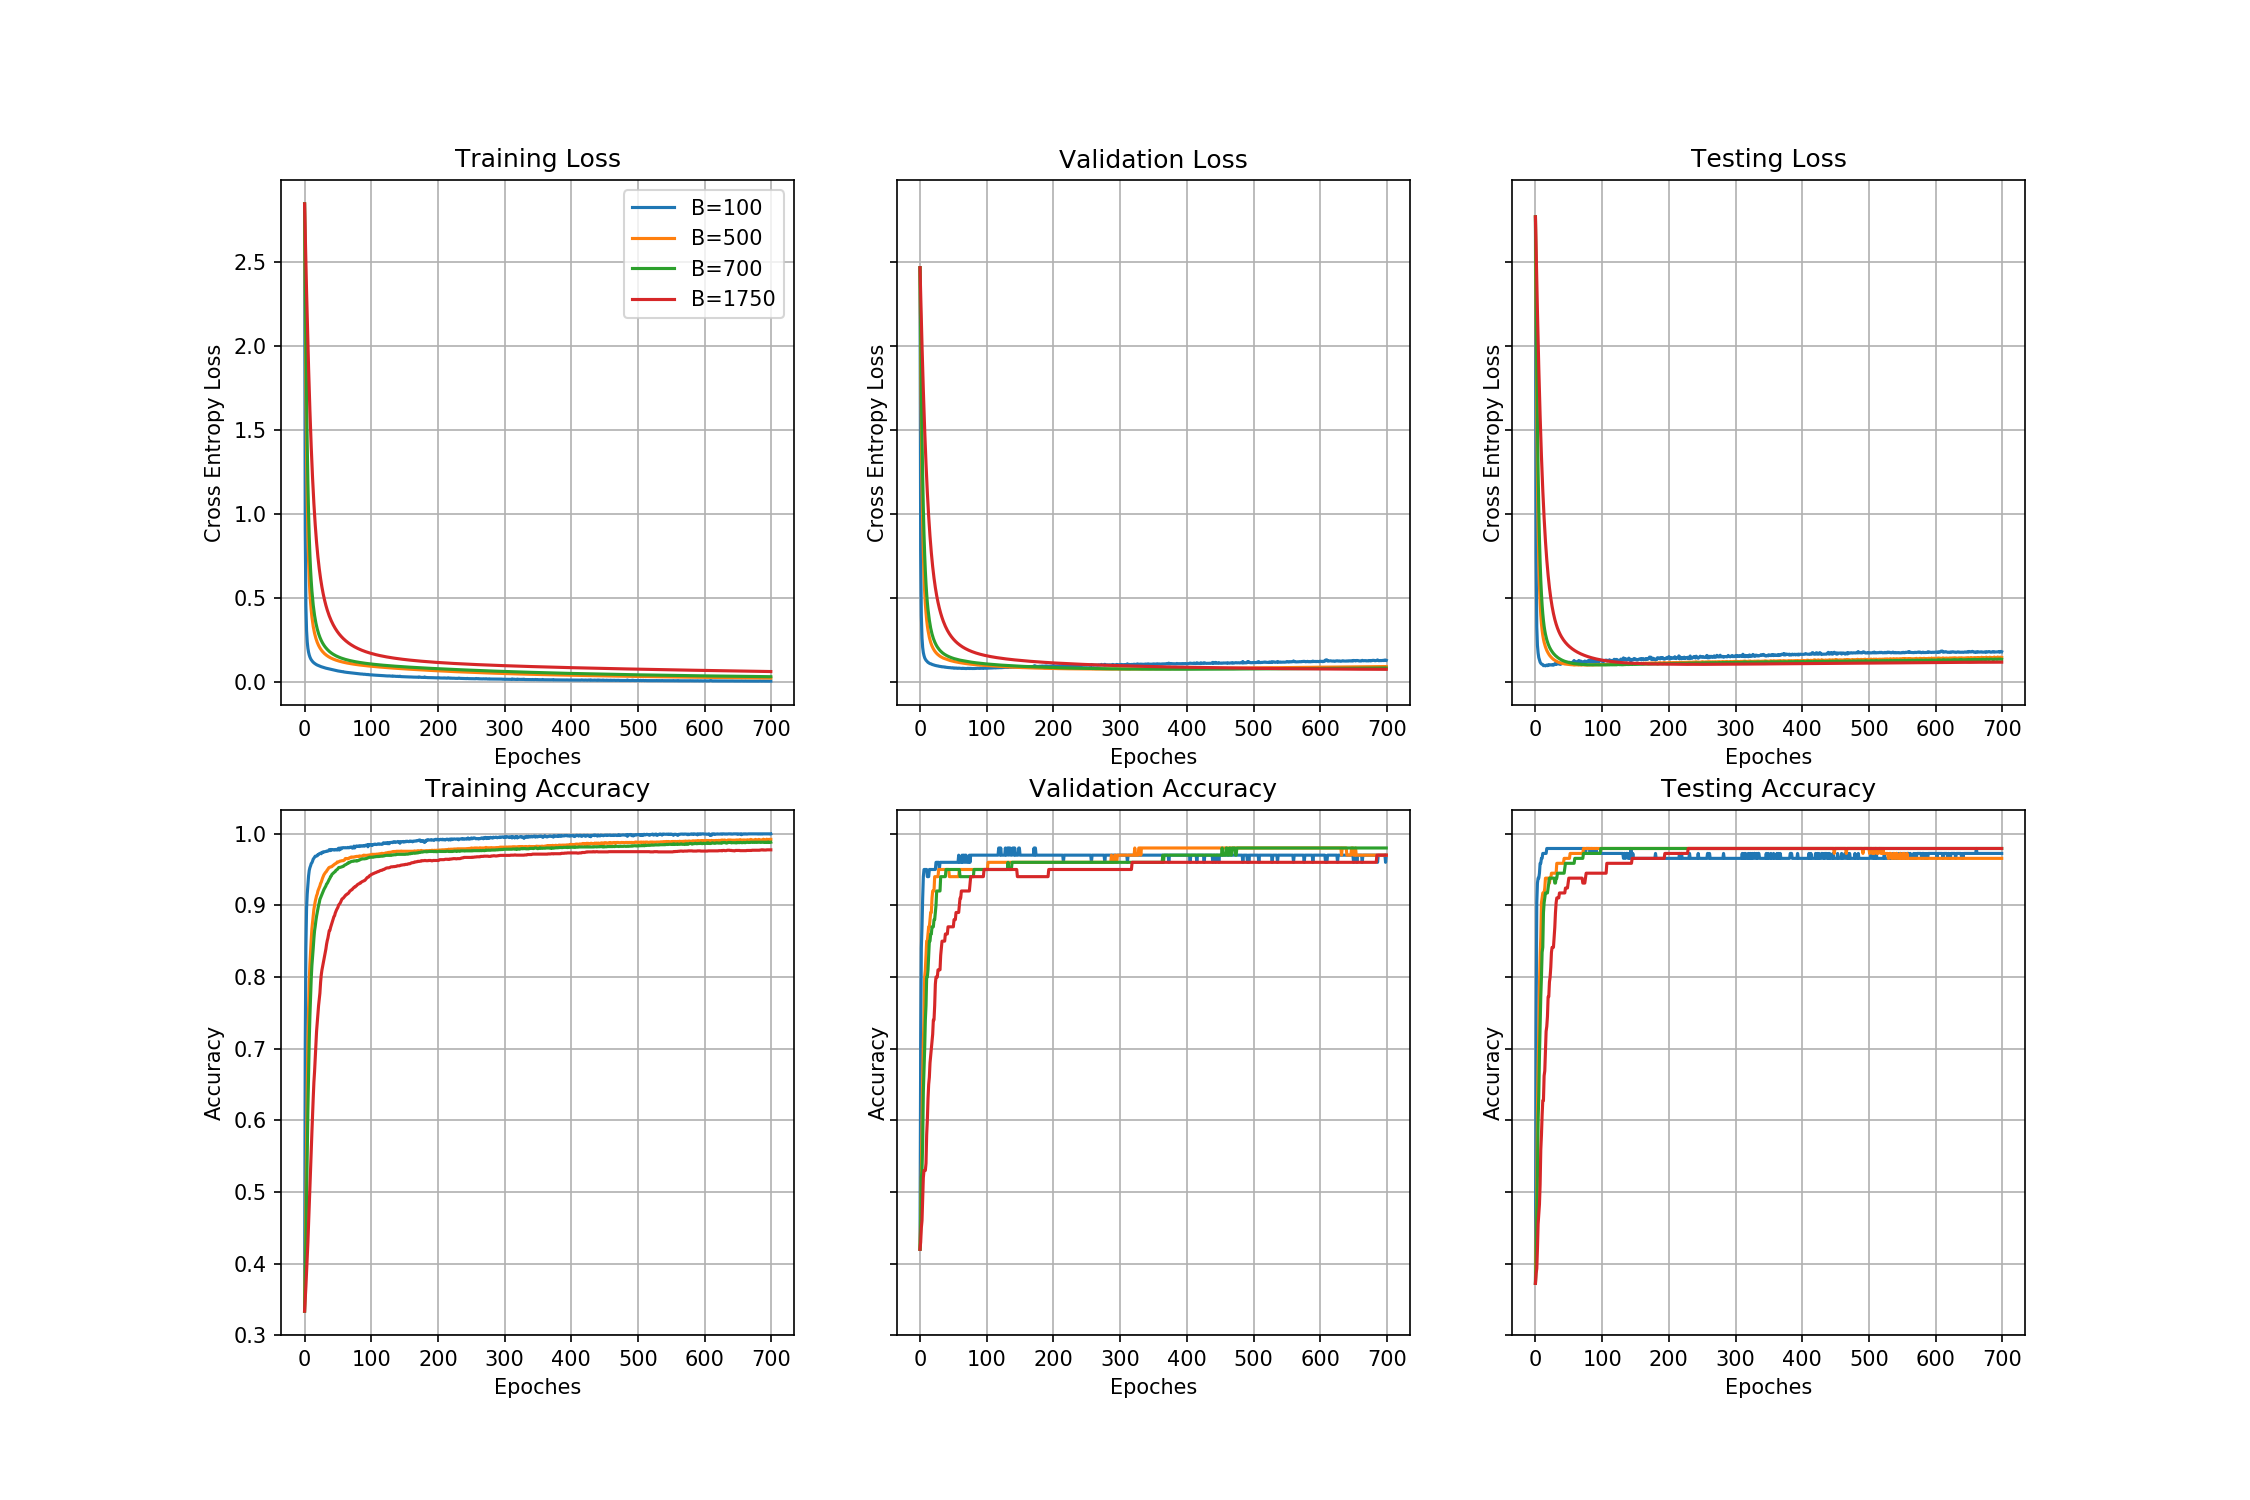 Training Loss
Validation Loss
Testing Loss
B=100
B=500
B=700
B=1750
Cross Entropy Loss
2.5
2.0
1.5
1.0
0.5
0.0
0 100 200 300 400 500 600 700
Epoches
Cross Entropy Loss
0 100 200 300 400 500 600 700
Epoches
Cross Entropy Loss
0 100 200 300 400 500 600 700
Epoches
Training Accuracy
Validation Accuracy
Testing Accuracy
Accuracy
1.0
0.9
0.8
0.7
0.6
0.5
0.4
0.3
0 100 200 300 400 500 600 700
Epoches
Accuracy
0 100 200 300 400 500 600 700
Epoches
Accuracy
0 100 200 300 400 500 600 700
Epoches